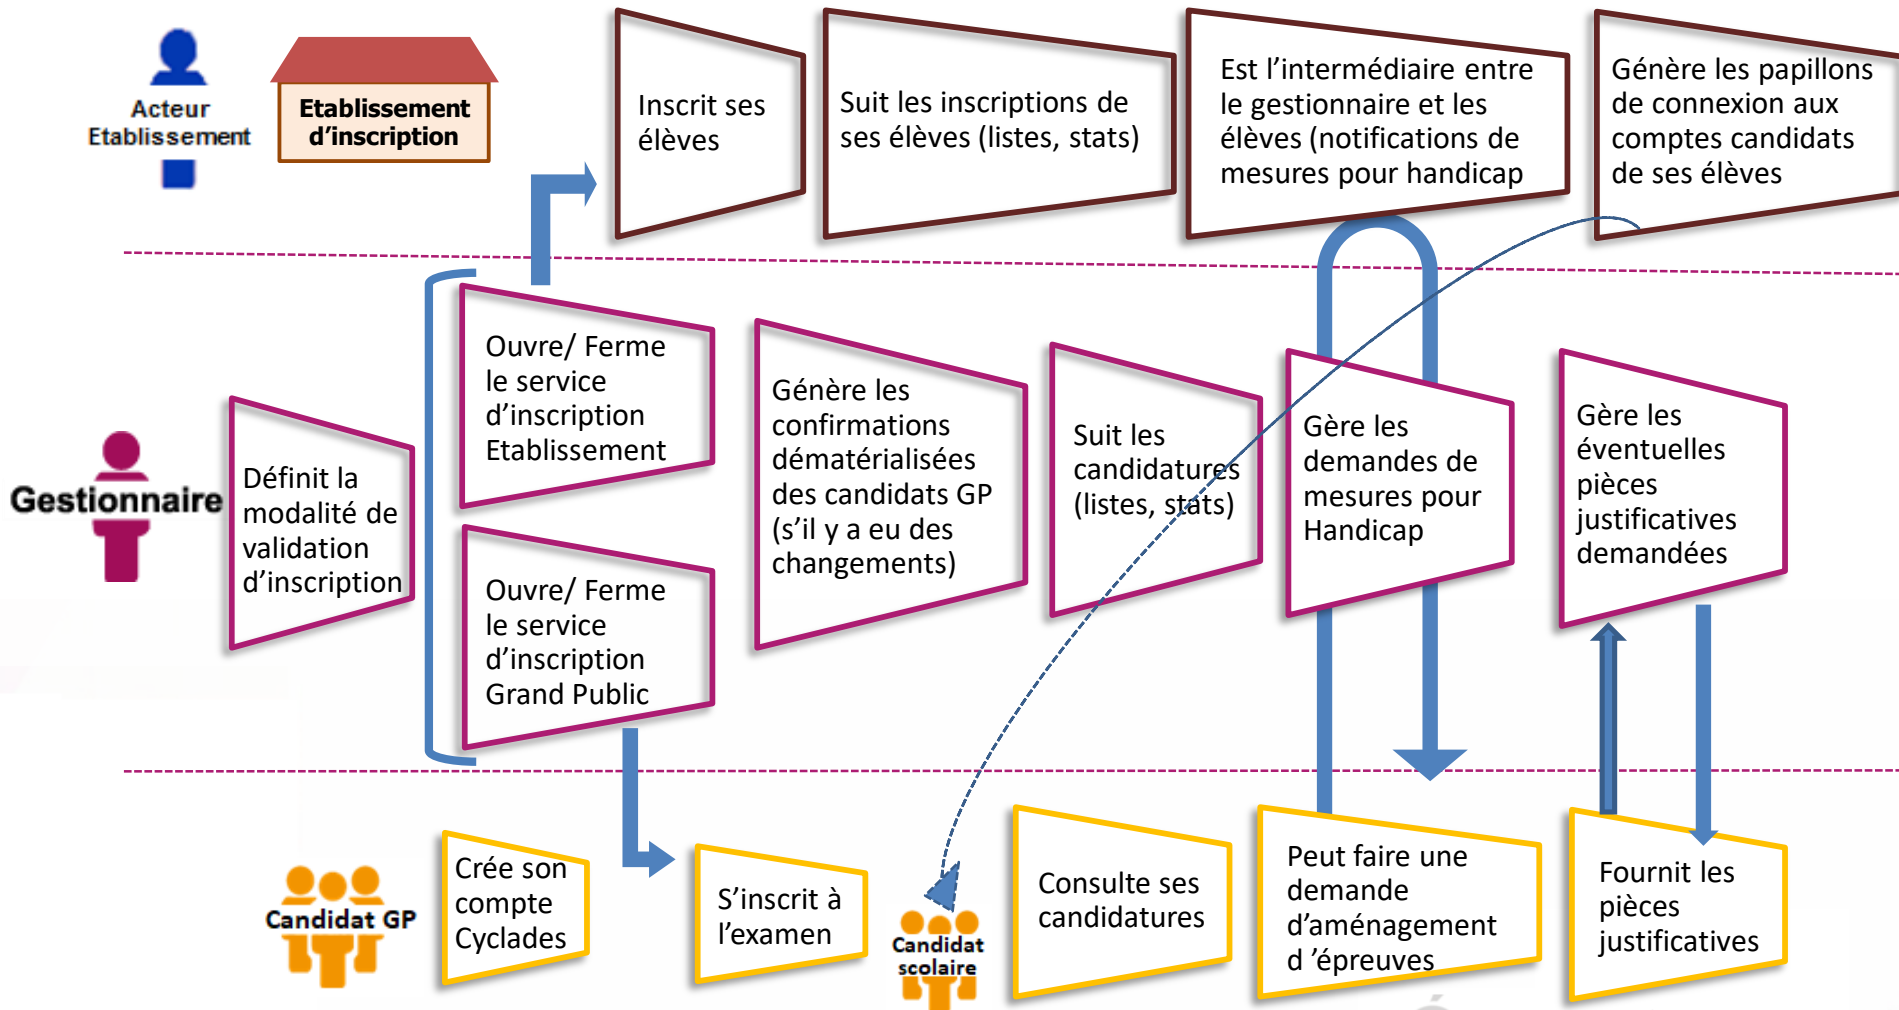 Acteur
Etablissement
Etablissement
d’inscription
Inscrit ses
élèves
Suit les inscriptions de
ses élèves (listes, stats)
Est l’intermédiaire entre
le gestionnaire et les
élèves (notifications de
mesures pour handicap
Génère les papillons
de connexion aux
comptes candidats
de ses élèves
Gestionnaire
Définit la
modalité de
validation
d’inscription
Ouvre/ Ferme
le service
d’inscription
Etablissement
Ouvre/ Ferme
le service
d’inscription
Grand Public
Génère les
confirmations
dématérialisées
des candidats GP
(s’il y a eu des
changements)
Suit les
candidatures
(listes, stats)
Gère les
demandes de
mesures pour
Handicap
Gère les
éventuelles
pièces
justificatives
demandées
Candidat GP
Crée son
compte
Cyclades
S’inscrit à
l’examen
Candidat
scolaire
Consulte ses
candidatures
Peut faire une
demande
d’aménagement
d ’épreuves
Fournit les
pièces
justificatives